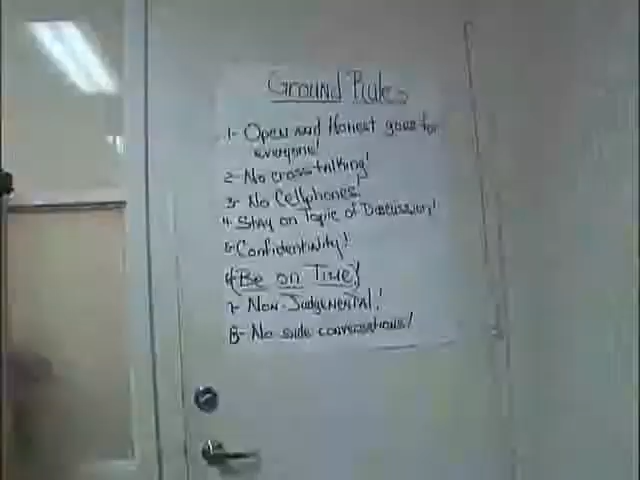 Ground Rules
1- Open and Honest goes for
everyone!
2- No cross-talking!
3- No Cellphones!
4- Stay on Topic of Discussion!
5- Confidentiality!
6 Be on Time!
7- Non-Judgemental!
8- No side conversations!